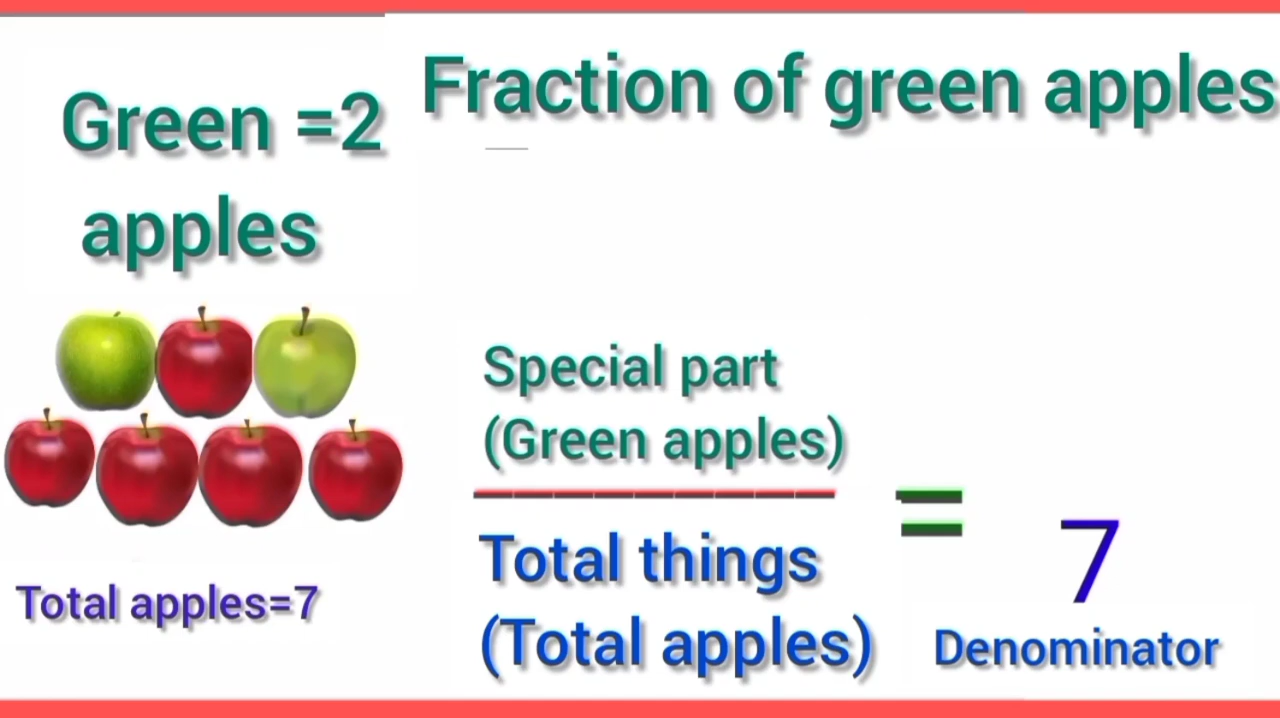 Fraction of green apples
Green =2
apples
Special part
(Green apples)
Total things
(Total apples)
=
7
Denominator
Total apples=7